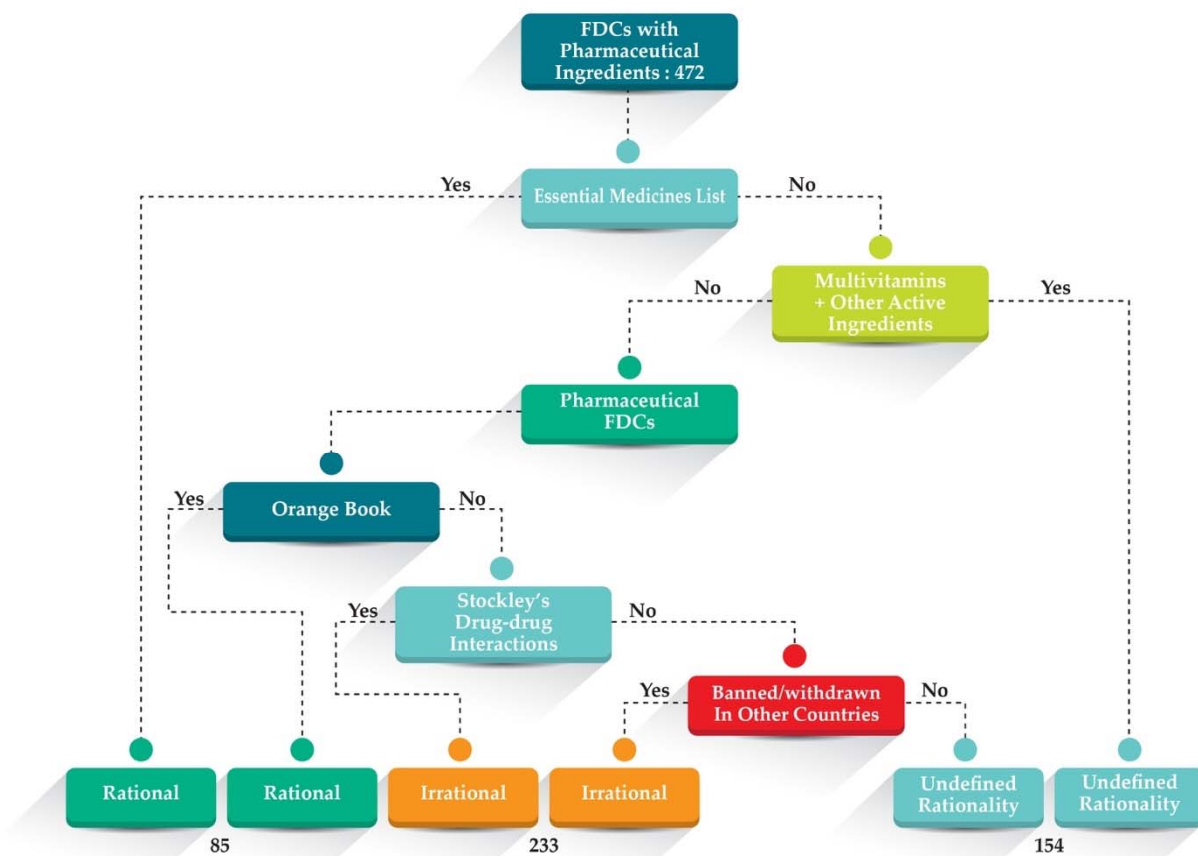 FDCs with
Pharmaceutical
Ingredients : 472
Yes
Essential Medicines List
No
No
Multivitamins
+ Other Active
Ingredients
Yes
Pharmaceutical
FDCs
Yes
Orange Book
No
Yes
Stockley's
Drug-drug
Interactions
No
Yes
Banned/withdrawn
In Other Countries
No
Rational
Rational
Irrational
Irrational
Undefined
Rationality
Undefined
Rationality
85
233
154